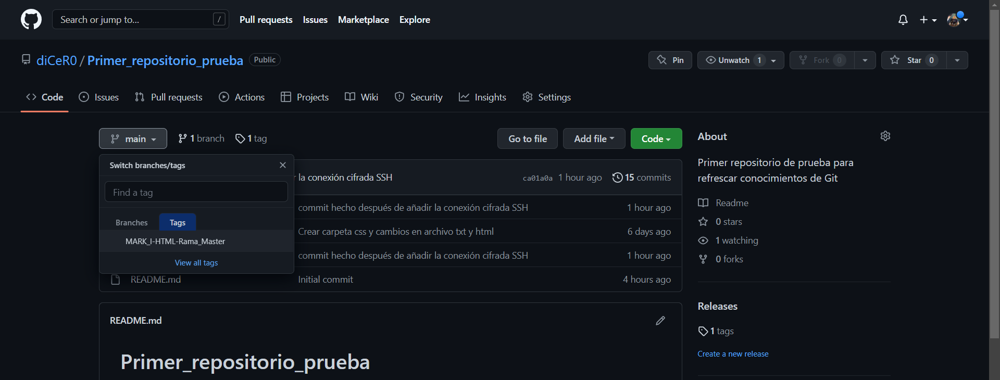 Search or jump to... /
Pull requests Issues Marketplace Explore
diCeR0 / Primer_repositorio_prueba Public
Pin Unwatch 1 Fork 0 Star 0
Code Issues Pull requests Actions Projects Wiki Security Insights Settings
main 1 branch 1 tag
Go to file Add file Code
Switch branches/tags
Find a tag
Branches Tags
MARK_I-HTML-Rama_Master
View all tags
la conexión cifrada SSH ca01a0a 1 hour ago 15 commits
commit hecho después de añadir la conexión cifrada SSH 1 hour ago
Crear carpeta css y cambios en archivo txt y html 6 days ago
commit hecho después de añadir la conexión cifrada SSH 1 hour ago
README.md Initial commit 4 hours ago
README.md
Primer_repositorio_prueba
About
Primer repositorio de prueba para
refrescar conocimientos de Git
Readme
0 stars
1 watching
0 forks
Releases
1 tags
Create a new release